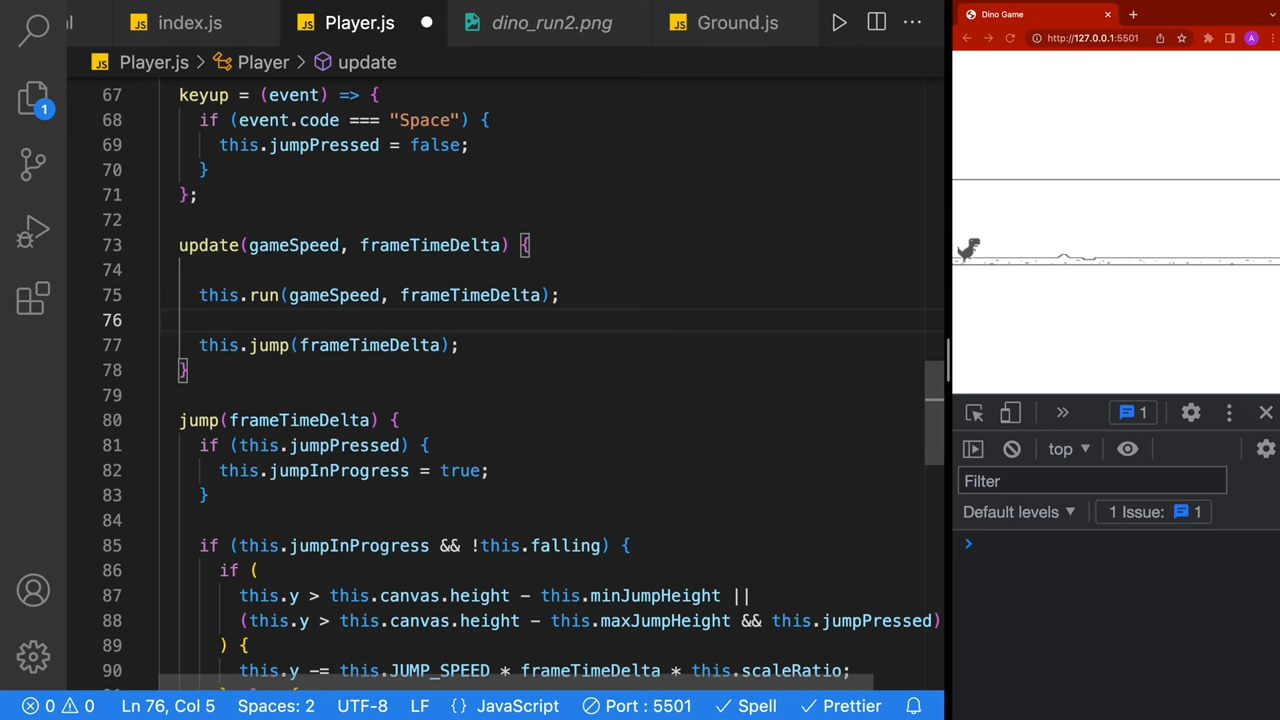 al
index.js
Player.js
dino_run2.png
Ground.js
Player.js > Player > update
67 keyup = (event) => {
68 if (event.code === "Space") {
69 this.jumpPressed = false;
70 }
71 };
72
73 update(gameSpeed, frameTimeDelta) {
74
75 this.run(gameSpeed, frameTimeDelta);
76
77 this.jump(frameTimeDelta);
78 }
79
80 jump(frameTimeDelta) {
81 if (this.jumpPressed) {
82 this.jumpInProgress = true;
83 }
84
85 if (this.jumpInProgress && !this.falling) {
86 if (
87 this.y > this.canvas.height - this.minJumpHeight ||
88 (this.y > this.canvas.height - this.maxJumpHeight && this.jumpPressed)
89 ) {
90 this.y -= this.JUMP_SPEED * frameTimeDelta * this.scaleRatio;
1
0 0 Ln 76, Col 5 Spaces: 2 UTF-8 LF {} JavaScript Port : 5501 Spell Prettier
Dino Game
http://127.0.0.1:5501
A
1
top
Filter
Default levels
1 Issue: 1